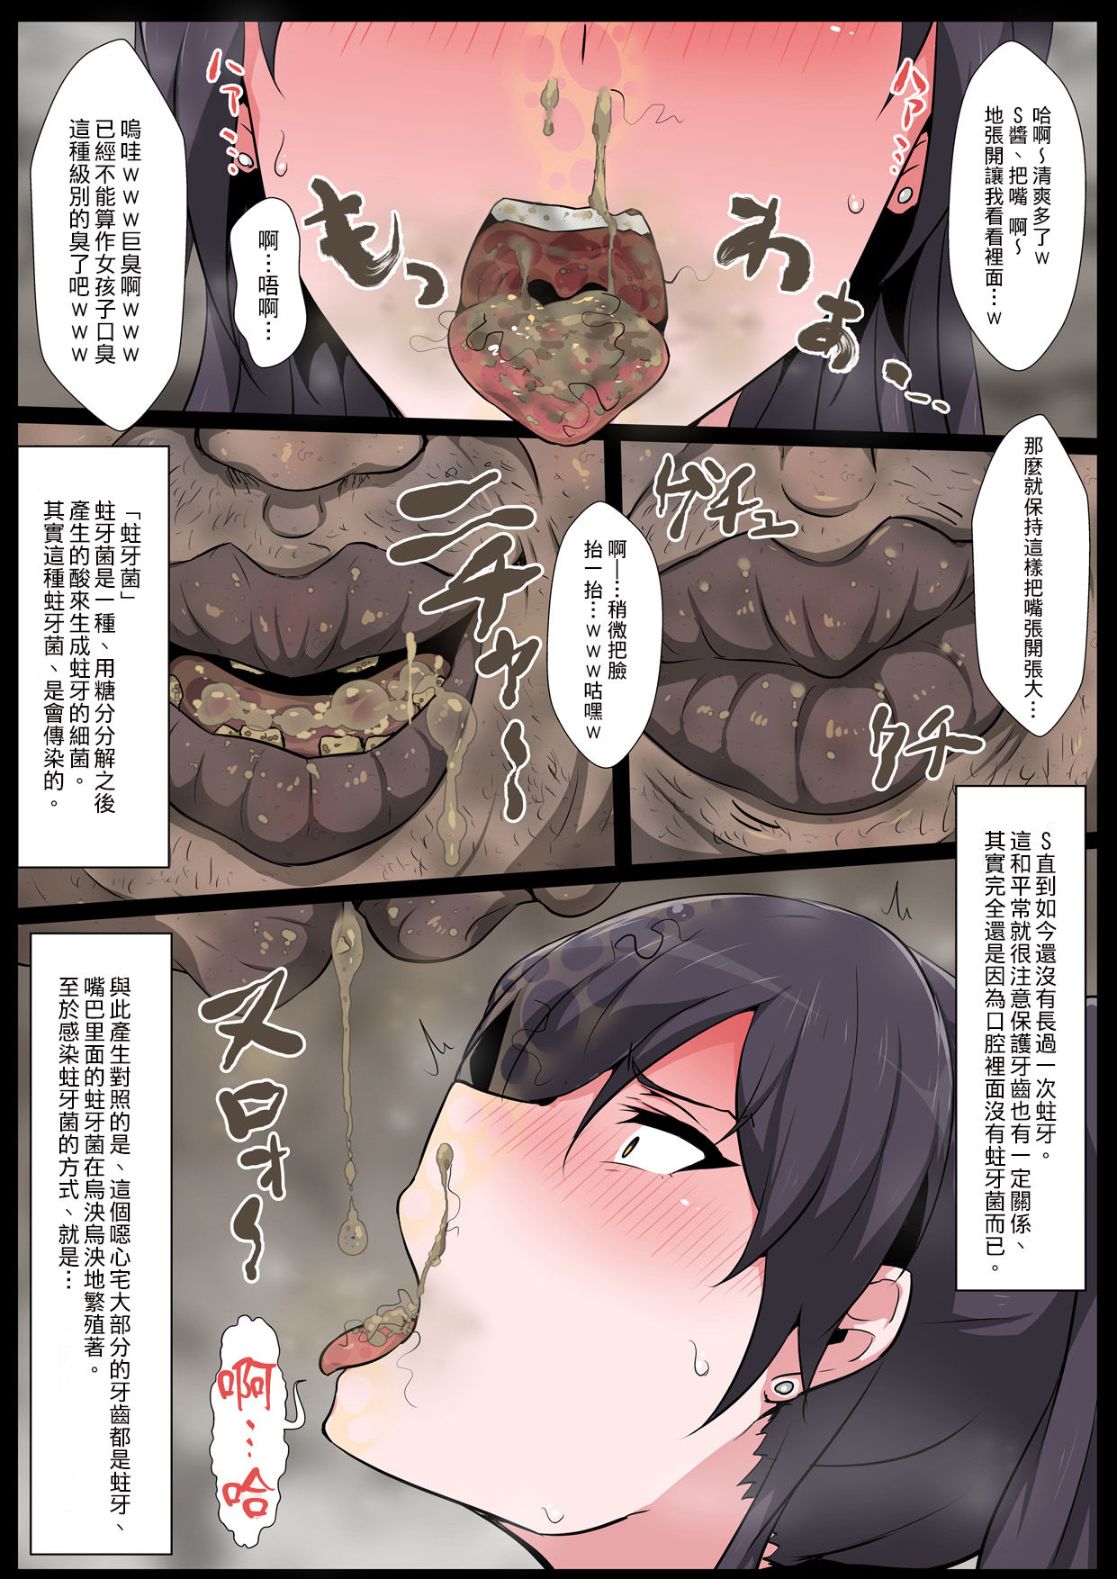 哈啊～清爽多了w
S醬、把嘴 啊～
地張開讓我看看裡面…w
ハァ…
ハァ…
わぁ…
もっ
啊…唔啊…
嗚哇www巨臭啊www
已經不能算作女孩子口臭
這種級別的臭了吧www
那麼就保持這樣把嘴張開張大…
グチュ
クチ
啊—…稍微把臉
抬一抬…www咕嘿w
ニチャ～
「蛀牙菌」
蛀牙菌是一種、用糖分分解之後
產生的酸來生成蛀牙的細菌。
其實這種蛀牙菌、是會傳染的。
S直到如今還沒有長過一次蛀牙。
這和平常就很注意保護牙齒也有一定關係、
其實完全還是因為口腔裡面沒有蛀牙菌而已。
ヌロォ～
啊…哈
與此產生對照的是、這個噁心宅大部分的牙齒都是蛀牙、
嘴巴里面的蛀牙菌在烏泱烏泱地繁殖著。
至於感染蛀牙菌的方式、就是…